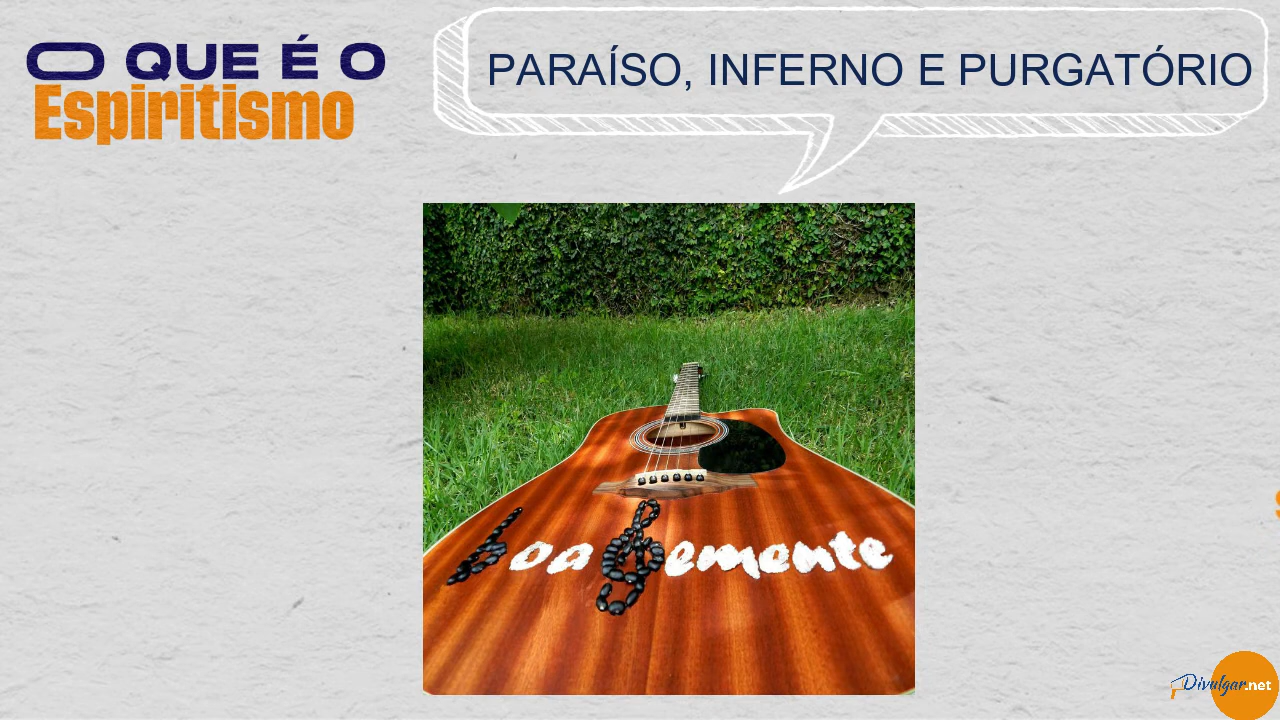 O QUE É O
Espiritismo
PARAÍSO, INFERNO E PURGATÓRIO
boa semente
Divulgar.net